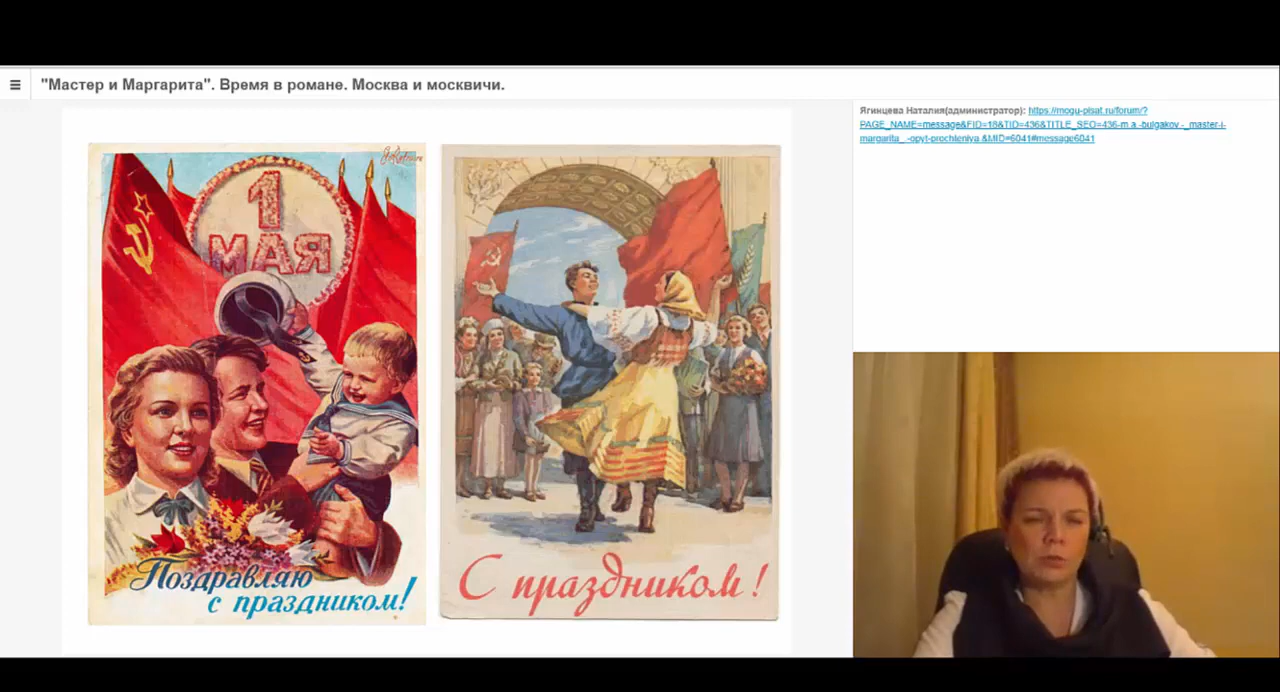 "Мастер и Маргарита". Время в романе. Москва и москвичи.
1
МАЯ
Поздравляю
с праздником!
С праздником!
Ягинцева Наталия(администратор): https://mogu-pisat.ru/forum/?
PAGE_NAME=message&FID=18&TID=436&TITLE_SEO=436-m.a.-bulgakov.-_master-i-
margarita_.-opyt-prochteniya.&MID=6041#message6041